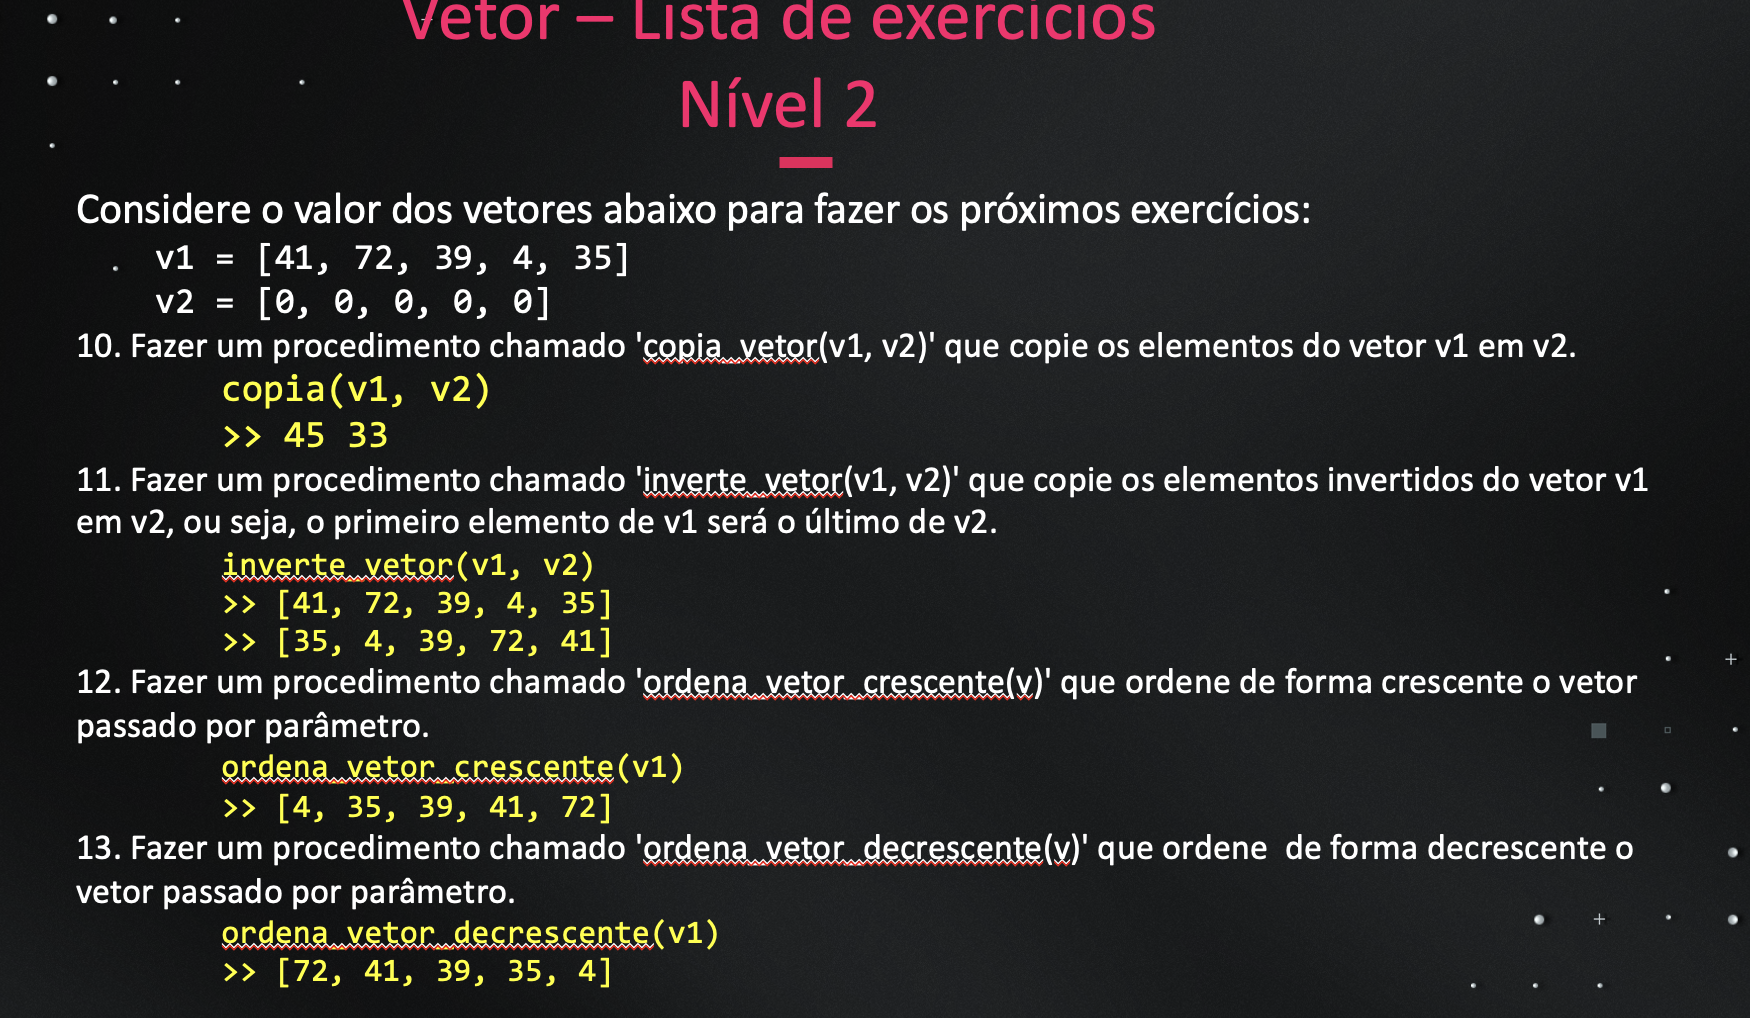 Vetor – Lista de exercícios
Nível 2
Considere o valor dos vetores abaixo para fazer os próximos exercícios:
v1 = [41, 72, 39, 4, 35]
v2 = [0, 0, 0, 0, 0]
10. Fazer um procedimento chamado 'copia_vetor(v1, v2)' que copie os elementos do vetor v1 em v2.
copia(v1, v2)
>> 45 33
11. Fazer um procedimento chamado 'inverte_vetor(v1, v2)' que copie os elementos invertidos do vetor v1
em v2, ou seja, o primeiro elemento de v1 será o último de v2.
inverte_vetor(v1, v2)
>> [41, 72, 39, 4, 35]
>> [35, 4, 39, 72, 41]
12. Fazer um procedimento chamado 'ordena_vetor_crescente(v)' que ordene de forma crescente o vetor
passado por parâmetro.
ordena_vetor_crescente(v1)
>> [4, 35, 39, 41, 72]
13. Fazer um procedimento chamado 'ordena_vetor_decrescente(v)' que ordene  de forma decrescente o
vetor passado por parâmetro.
ordena_vetor_decrescente(v1)
>> [72, 41, 39, 35, 4]